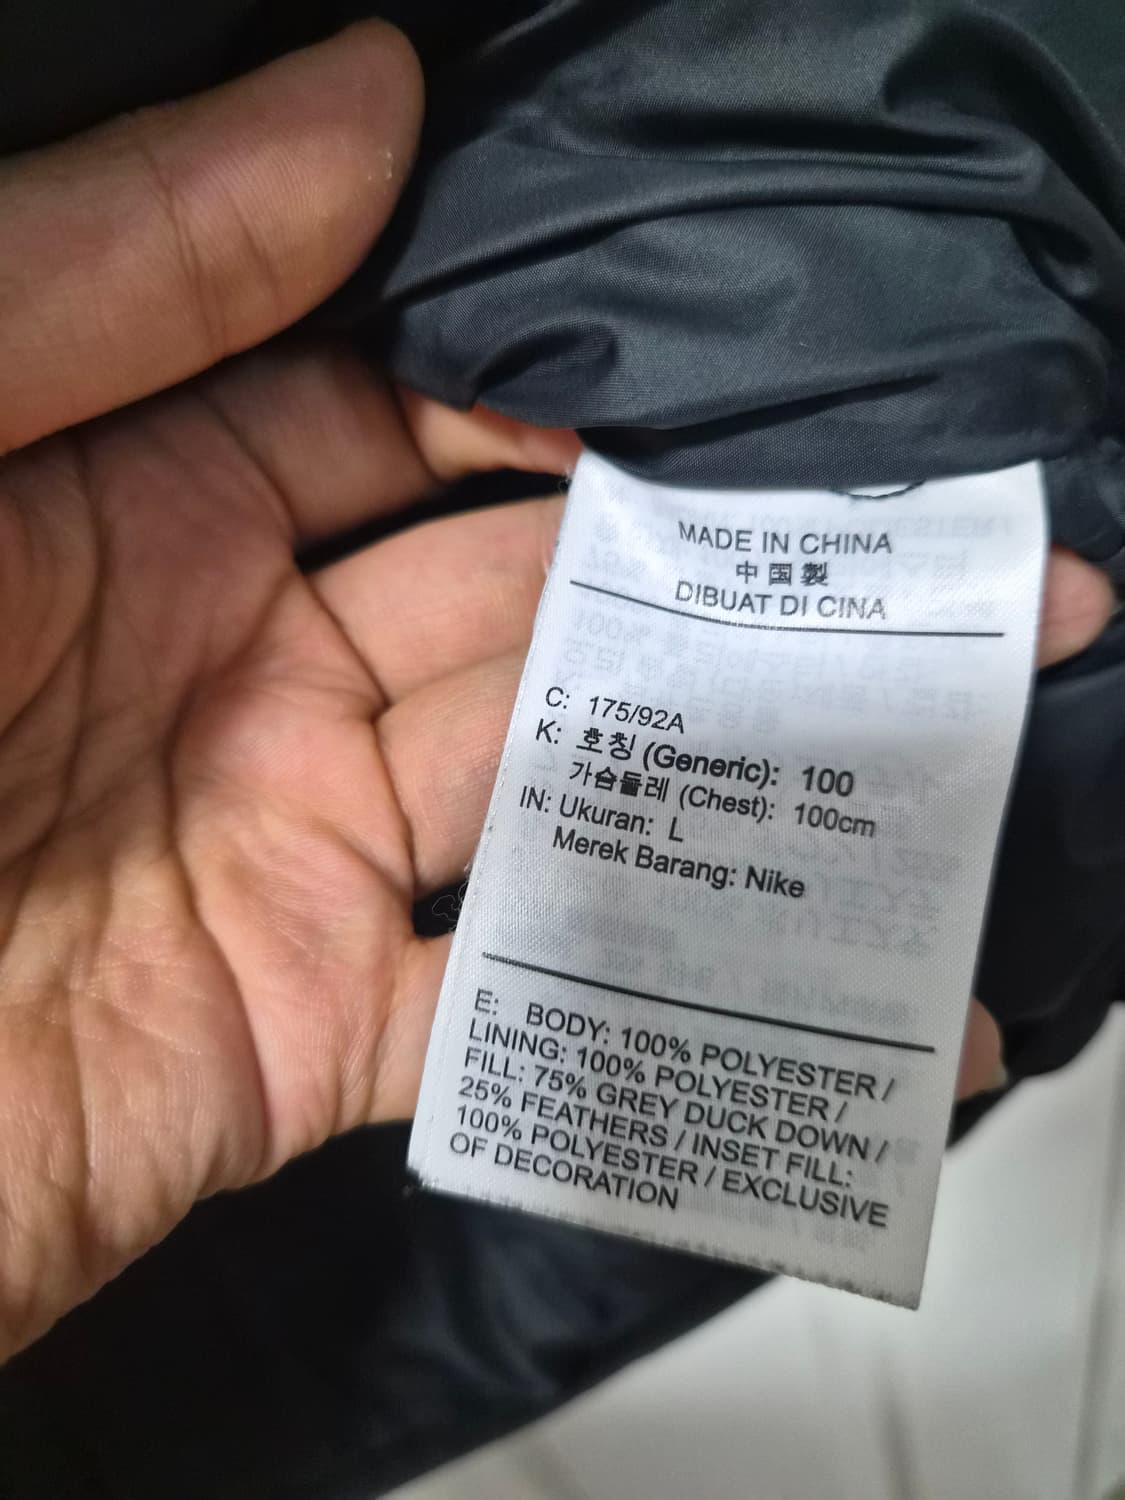 MADE IN CHINA
中国製
DIBUAT DI CINA
C: 175/92A
K: 호칭 (Generic): 100
가슴둘레 (Chest): 100cm
IN: Ukuran: L
Merek Barang: Nike
E: BODY: 100% POLYESTER /
LINING: 100% POLYESTER /
FILL: 75% GREY DUCK DOWN /
25% FEATHERS / INSET FILL:
100% POLYESTER / EXCLUSIVE
OF DECORATION